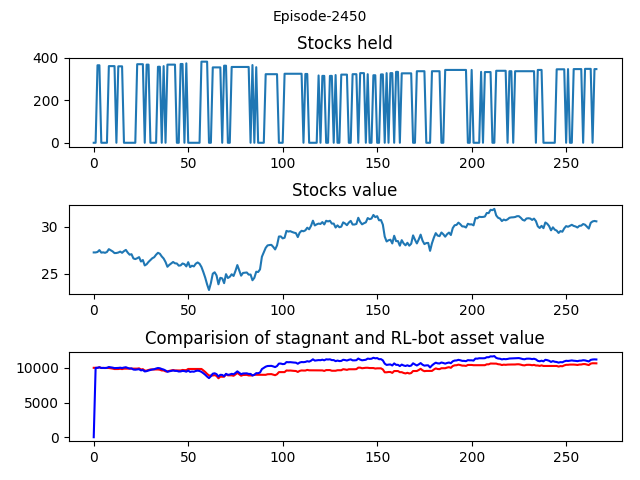 Episode-2450
Stocks held
400
200
0
0 50 100 150 200 250
Stocks value
30
25
0 50 100 150 200 250
Comparision of stagnant and RL-bot asset value
10000
5000
0
0 50 100 150 200 250